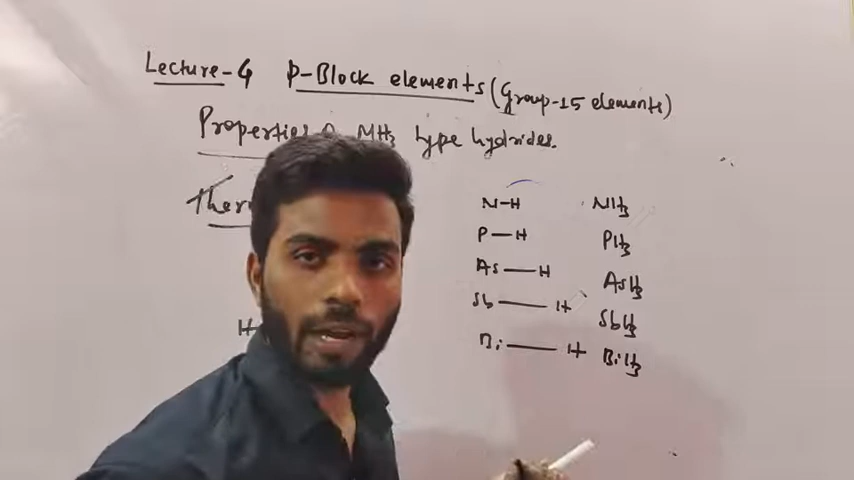 Lecture-4 p-Block elements (Group-15 elements)
Properties MH3 type hydrides.
N-H NH3
P-H PH3
As-H AsH3
Sb-H SbH3
Bi-H BiH3
H